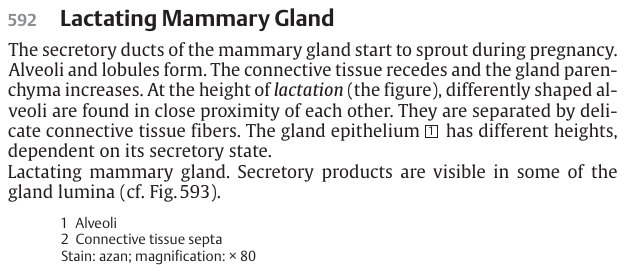 592 Lactating Mammary Gland
The secretory ducts of the mammary gland start to sprout during pregnancy.
Alveoli and lobules form. The connective tissue recedes and the gland paren-
chyma increases. At the height of lactation (the figure), differently shaped al-
veoli are found in close proximity of each other. They are separated by deli-
cate connective tissue fibers. The gland epithelium 1 has different heights,
dependent on its secretory state.
Lactating mammary gland. Secretory products are visible in some of the
gland lumina (cf. Fig. 593).
1 Alveoli
2 Connective tissue septa
Stain: azan; magnification: × 80